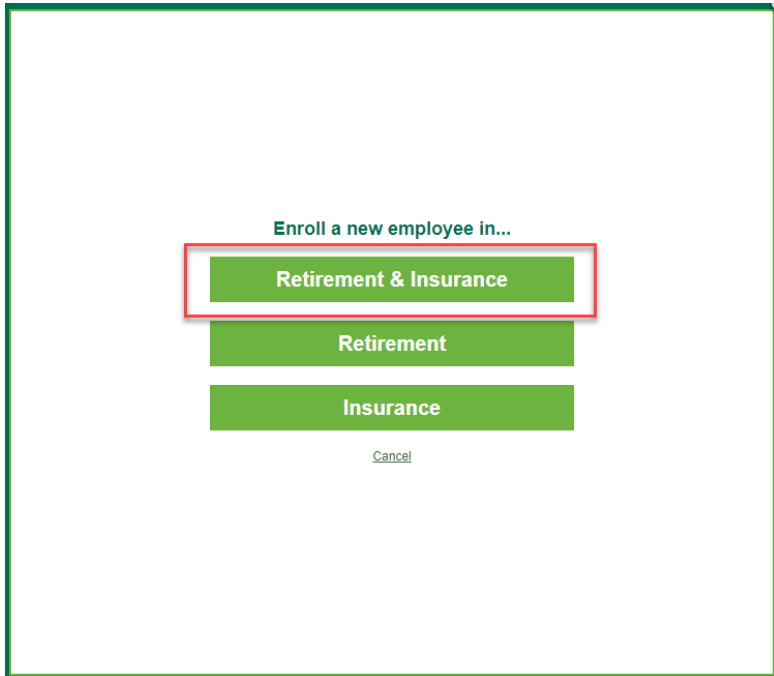 Enroll a new employee in...
Retirement & Insurance
Retirement
Insurance
Cancel